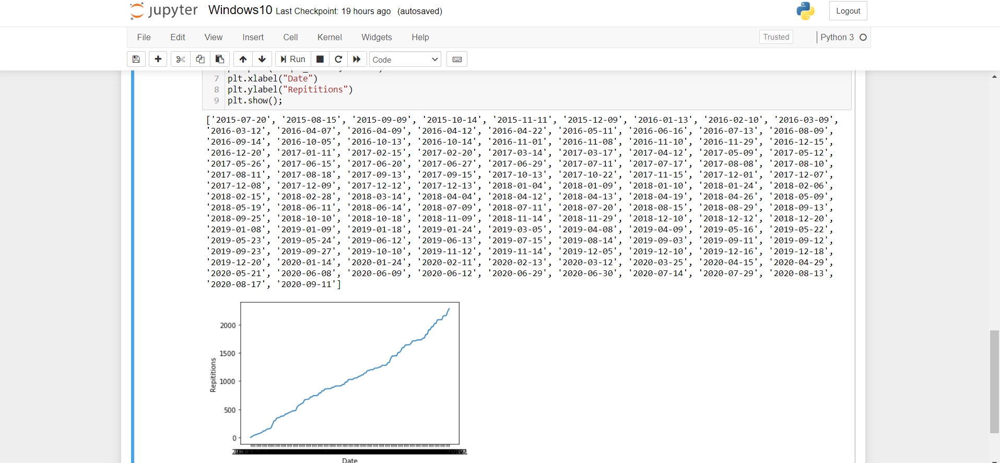 jupyter Windows10 Last Checkpoint: 19 hours ago (autosaved) Logout
File Edit View Insert Cell Kernel Widgets Help Trusted Python 3
Run Code
7 plt.xlabel("Date")
8 plt.ylabel("Repititions")
9 plt.show();
['2015-07-20', '2015-08-15', '2015-09-09', '2015-10-14', '2015-11-11', '2015-12-09', '2016-01-13', '2016-02-10', '2016-03-09',
'2016-03-12', '2016-04-07', '2016-04-09', '2016-04-12', '2016-04-22', '2016-05-11', '2016-06-16', '2016-07-13', '2016-08-09',
'2016-09-14', '2016-10-05', '2016-10-13', '2016-10-14', '2016-11-01', '2016-11-08', '2016-11-10', '2016-11-29', '2016-12-15',
'2016-12-20', '2017-01-11', '2017-02-15', '2017-02-20', '2017-03-14', '2017-03-17', '2017-04-12', '2017-05-09', '2017-05-12',
'2017-05-26', '2017-06-15', '2017-06-20', '2017-06-27', '2017-06-29', '2017-07-11', '2017-07-17', '2017-08-08', '2017-08-10',
'2017-08-11', '2017-08-18', '2017-09-13', '2017-09-15', '2017-10-13', '2017-10-22', '2017-11-15', '2017-12-01', '2017-12-07',
'2017-12-08', '2017-12-09', '2017-12-12', '2017-12-13', '2018-01-04', '2018-01-09', '2018-01-10', '2018-01-24', '2018-02-06',
'2018-02-15', '2018-02-28', '2018-03-14', '2018-04-04', '2018-04-12', '2018-04-13', '2018-04-19', '2018-04-26', '2018-05-09',
'2018-05-19', '2018-06-11', '2018-06-14', '2018-07-09', '2018-07-11', '2018-07-20', '2018-08-15', '2018-08-29', '2018-09-13',
'2018-09-25', '2018-10-10', '2018-10-18', '2018-11-09', '2018-11-14', '2018-11-29', '2018-12-10', '2018-12-12', '2018-12-20',
'2019-01-08', '2019-01-09', '2019-01-18', '2019-01-24', '2019-03-05', '2019-04-08', '2019-04-09', '2019-05-16', '2019-05-22',
'2019-05-23', '2019-05-24', '2019-06-12', '2019-06-13', '2019-07-15', '2019-08-14', '2019-09-03', '2019-09-11', '2019-09-12',
'2019-09-23', '2019-09-27', '2019-10-10', '2019-11-12', '2019-11-14', '2019-12-05', '2019-12-10', '2019-12-16', '2019-12-18',
'2019-12-20', '2020-01-14', '2020-01-24', '2020-02-11', '2020-02-13', '2020-03-12', '2020-03-25', '2020-04-15', '2020-04-29',
'2020-05-21', '2020-06-08', '2020-06-09', '2020-06-12', '2020-06-29', '2020-06-30', '2020-07-14', '2020-07-29', '2020-08-13',
'2020-08-17', '2020-09-11']
2000
1500
Repititions
1000
500
0
Date